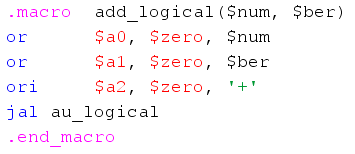 .macro add_logical($num, $ber)
or $a0, $zero, $num
or $a1, $zero, $ber
ori $a2, $zero, '+'
jal au_logical
.end_macro